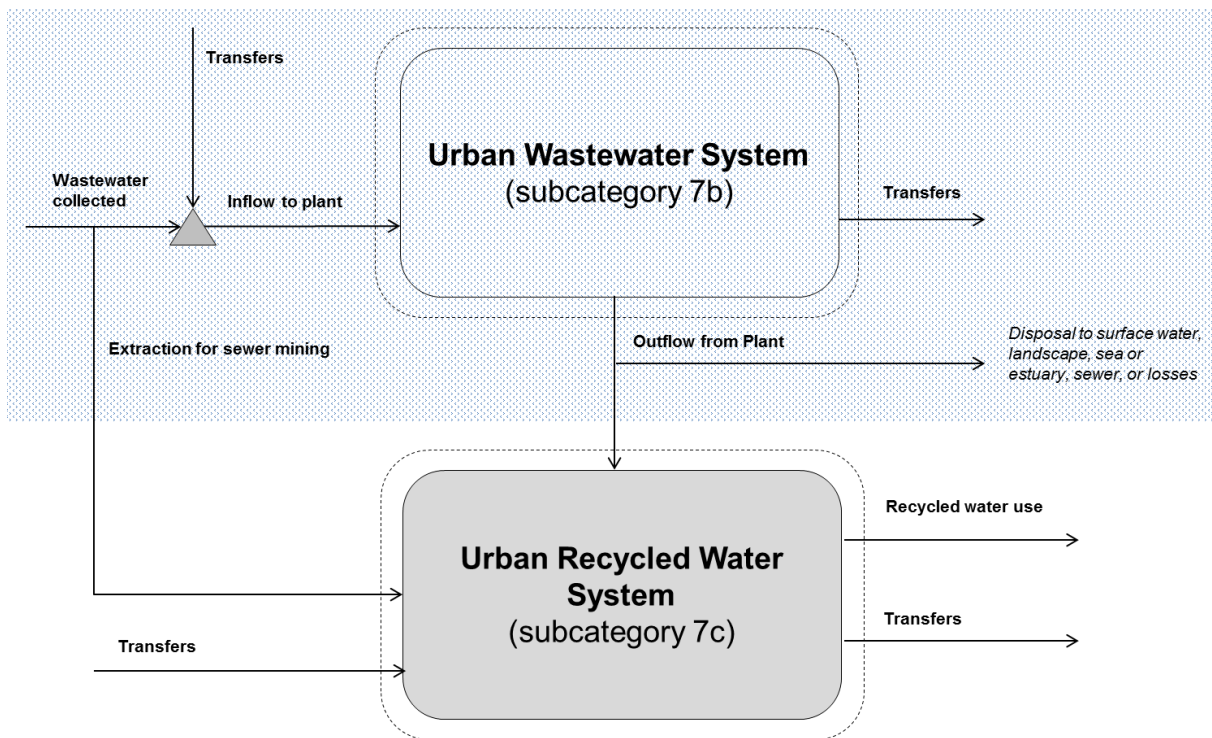 Transfers
Urban Wastewater System
(subcategory 7b)
Wastewater
collected
Inflow to plant
Transfers
Extraction for sewer mining
Outflow from Plant
Disposal to surface water,
landscape, sea or
estuary, sewer, or losses
Recycled water use
Urban Recycled Water
System
(subcategory 7c)
Transfers
Transfers